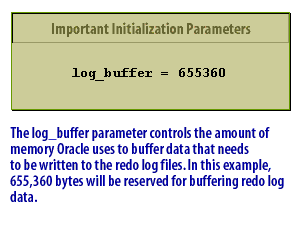 Important Initialization Parameters
log_buffer = 655360
The log_buffer parameter controls the amount of
memory Oracle uses to buffer data that needs
to be written to the redo log files. In this example,
655,360 bytes will be reserved for buffering redo log
data.